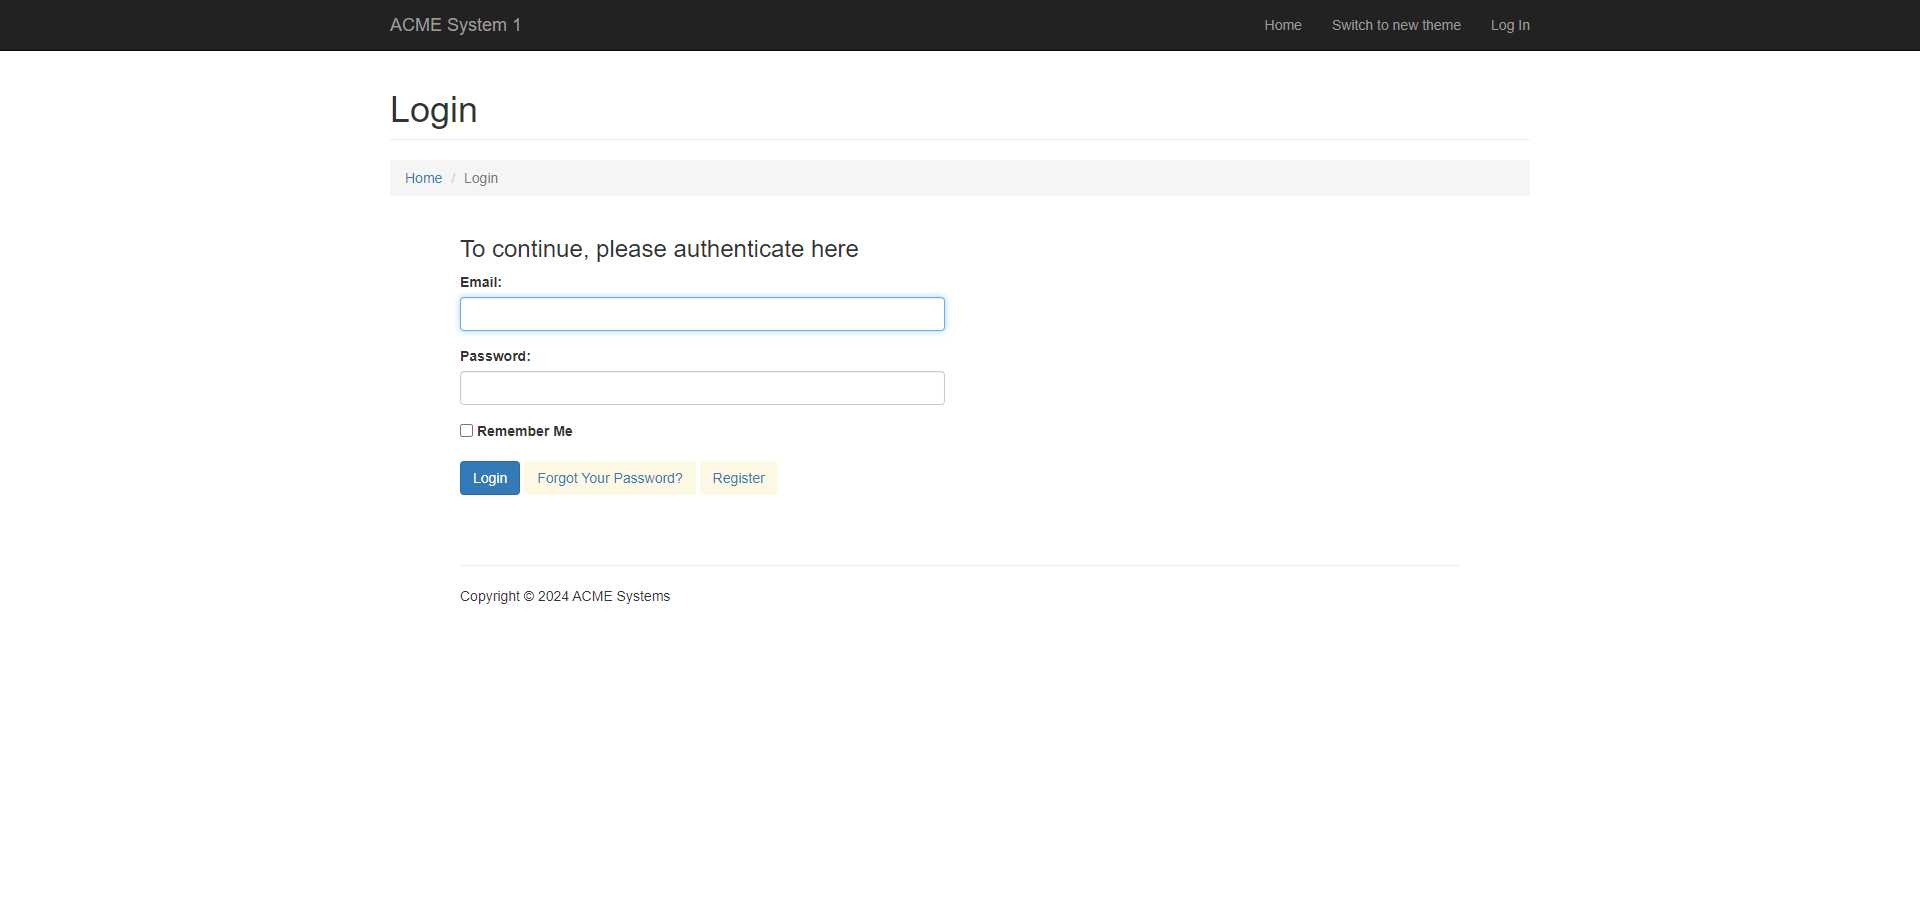 ACME System 1
Home
Switch to new theme
Log In
Login
Home / Login
To continue, please authenticate here
Email:
Password:
Remember Me
Login
Forgot Your Password?
Register
Copyright © 2024 ACME Systems